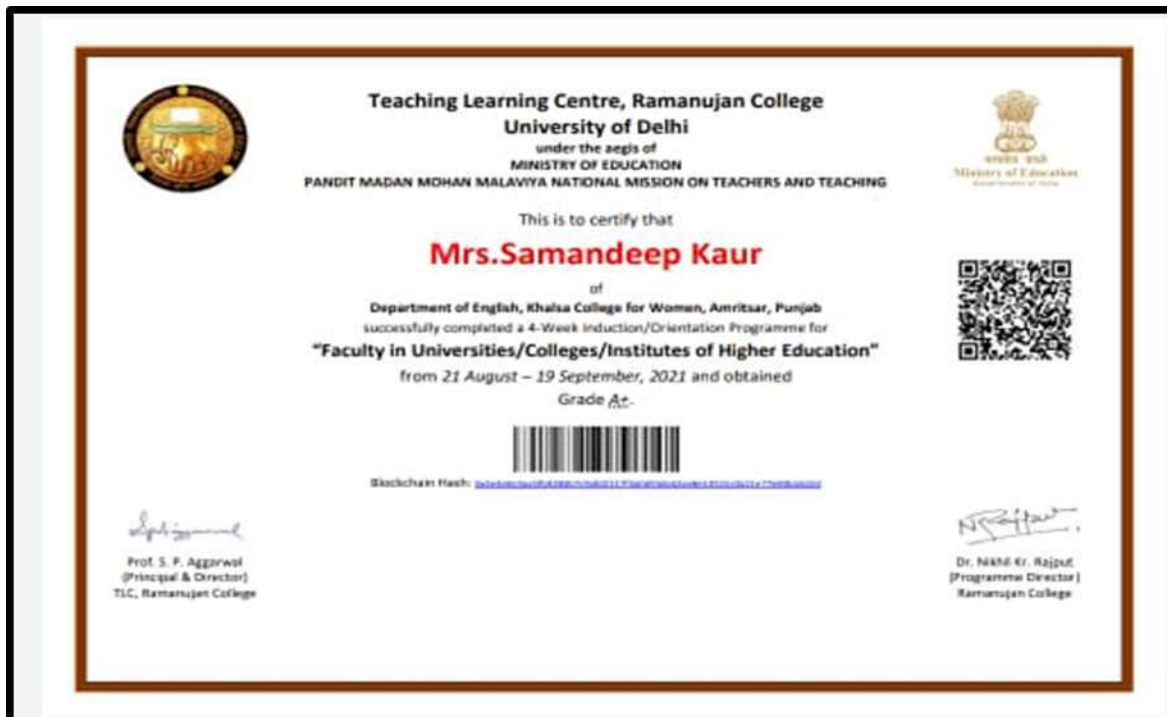 Teaching Learning Centre, Ramanujan College
University of Delhi
under the aegis of
MINISTRY OF EDUCATION
PANDIT MADAN MOHAN MALAVIYA NATIONAL MISSION ON TEACHERS AND TEACHING
Ministry of Education
This is to certify that
Mrs.Samandeep Kaur
of
Department of English, Khalsa College for Women, Amritsar, Punjab
successfully completed a 4-Week Induction/Orientation Programme for
"Faculty in Universities/Colleges/Institutes of Higher Education"
from 21 August – 19 September, 2021 and obtained
Grade A+.
Blockchain Hash:
Prof. S. P. Aggarwal
(Principal & Director)
TLC, Ramanujan College
Dr. Nikhil Kr. Rajput
(Programme Director)
Ramanujan College